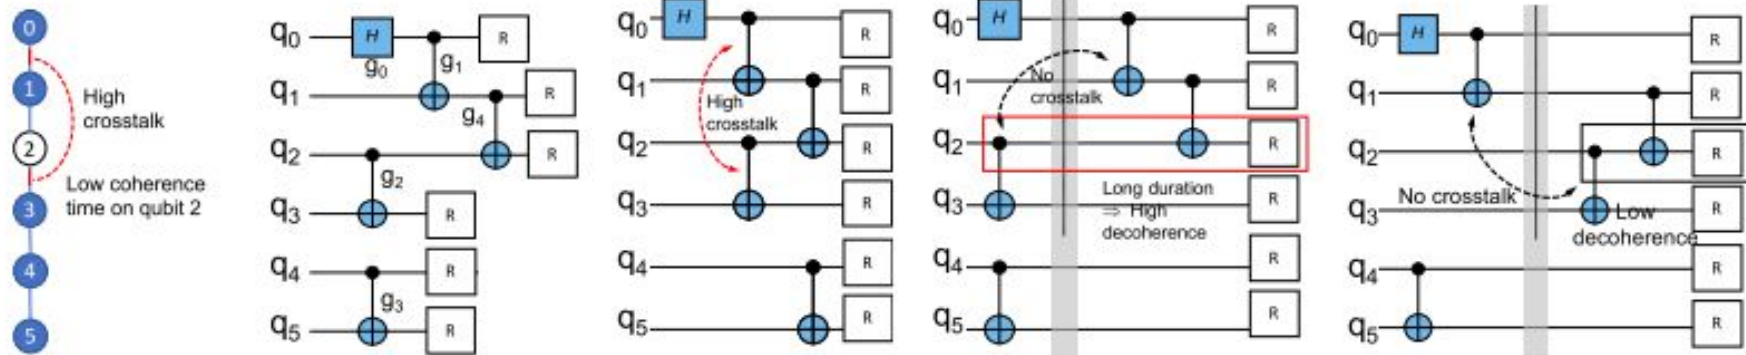 0
1
2
3
4
5
High
crosstalk
Low coherence
time on qubit 2
q0
H
g0
g1
R
q1
g4
R
q2
g2
R
q3
R
q4
g3
R
q5
R
q0
H
R
q1
High
crosstalk
R
q2
R
q3
R
q4
R
q5
R
q0
H
R
q1
No
crosstalk
R
q2
R
q3
Long duration
⇒ High
decoherence
R
q4
R
q5
R
q0
H
R
q1
R
q2
R
No crosstalk
q3
Low
decoherence
R
q4
R
q5
R